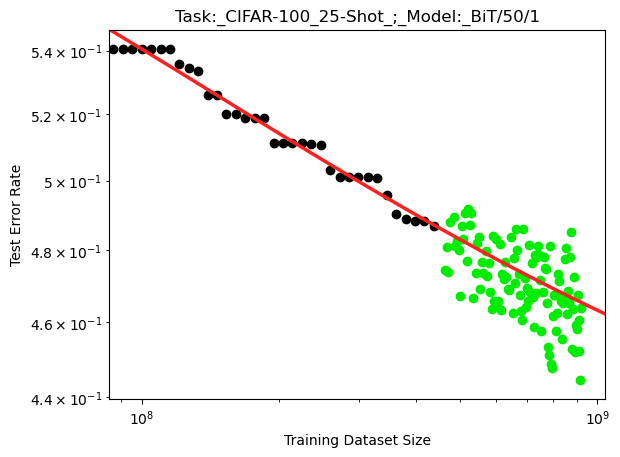 Task:_CIFAR-100_25-Shot_;_Model:_BiT/50/1
5.4 × 10⁻¹
5.2 × 10⁻¹
5 × 10⁻¹
4.8 × 10⁻¹
4.6 × 10⁻¹
4.4 × 10⁻¹
Test Error Rate
10⁸
10⁹
Training Dataset Size